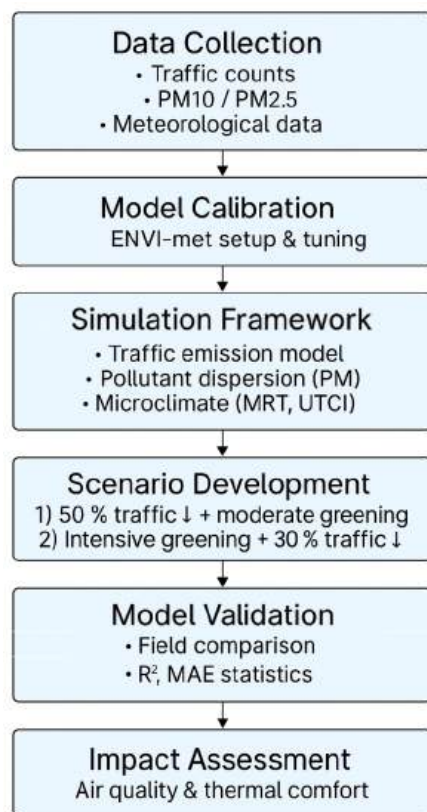 Data Collection
• Traffic counts
• PM10 / PM2.5
• Meteorological data
Model Calibration
ENVI-met setup & tuning
Simulation Framework
• Traffic emission model
• Pollutant dispersion (PM)
• Microclimate (MRT, UTCI)
Scenario Development
1) 50 % traffic ↓ + moderate greening
2) Intensive greening + 30 % traffic ↓
Model Validation
• Field comparison
• R², MAE statistics
Impact Assessment
Air quality & thermal comfort